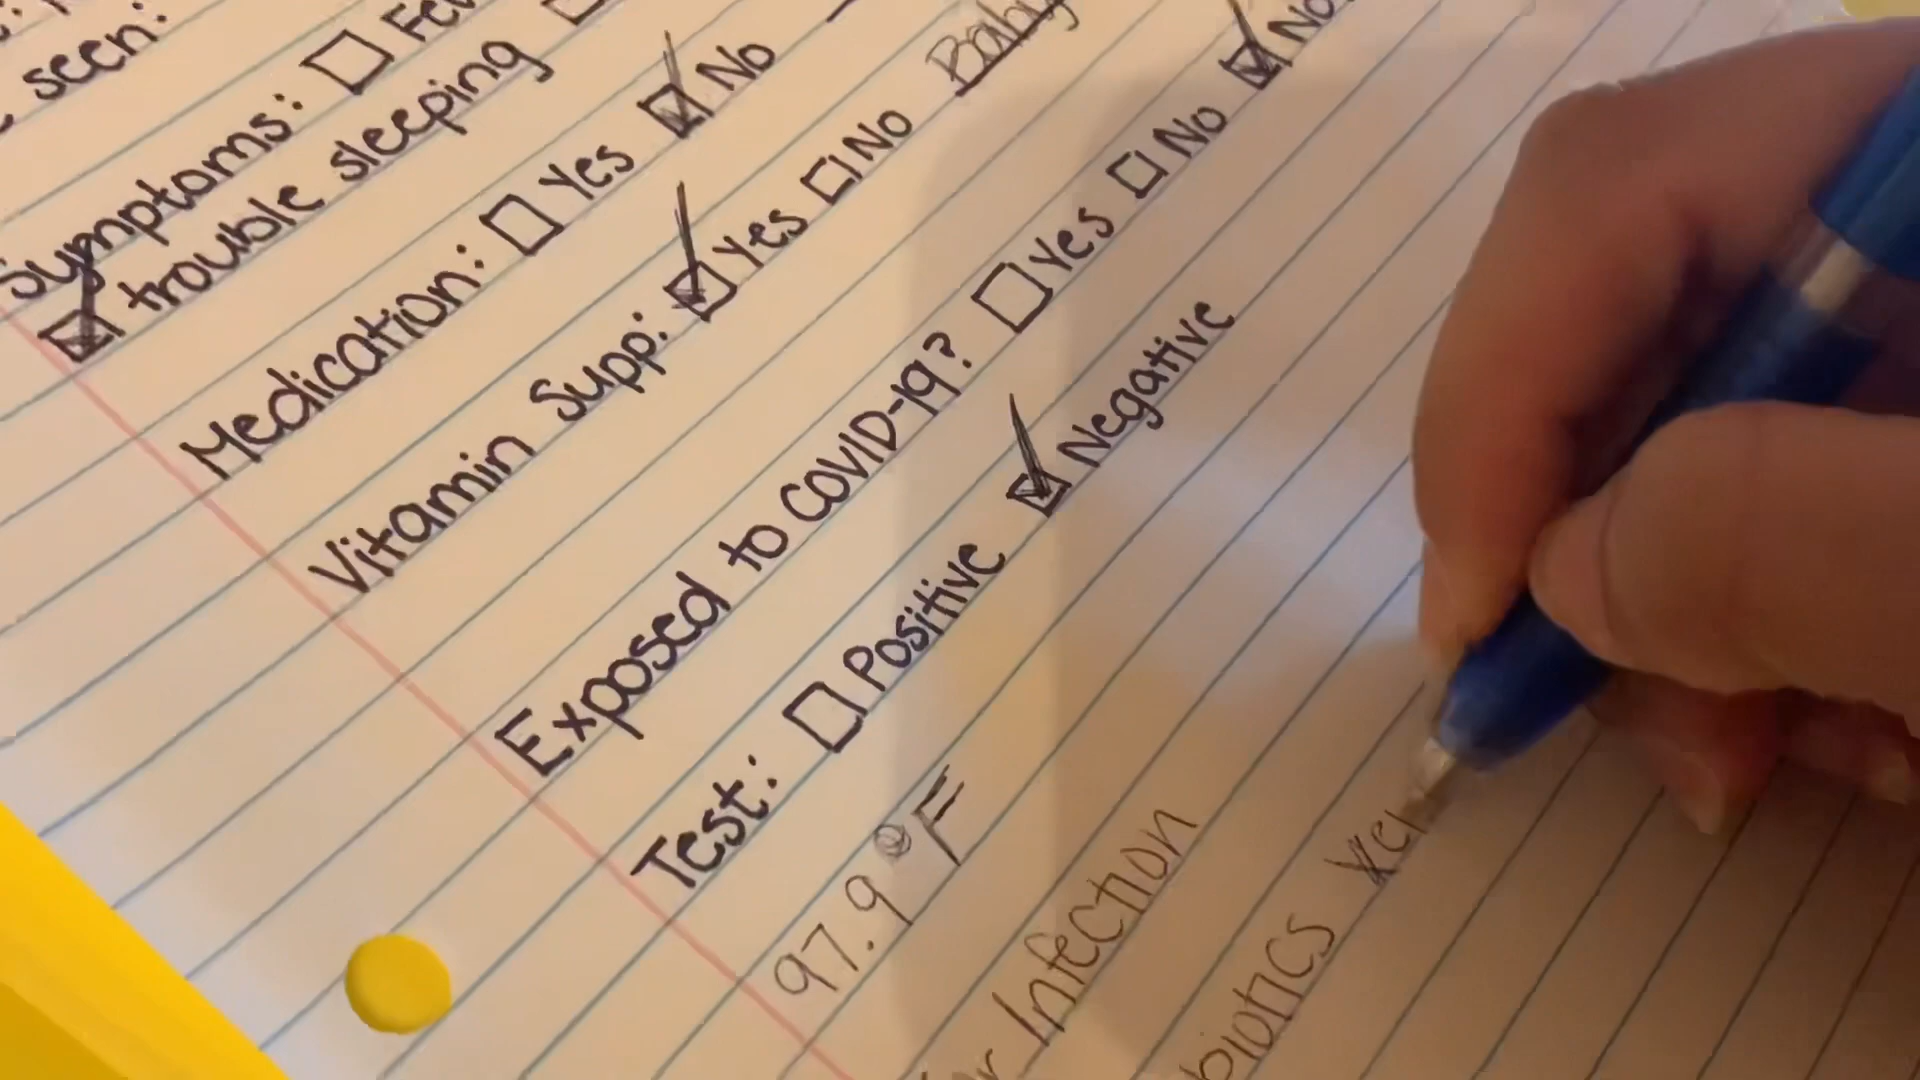 seen:
Symptoms: ☐ Fev
☑ trouble sleeping ☐
Medication: ☐ Yes ☑ No
Vitamin Supp: ☑ Yes ☐ No Baby
Exposed to COVID-19? ☐ Yes ☐ No ☑ No
Test: ☐ Positive ☑ Negative
97.9 °F
r Infection
biotics